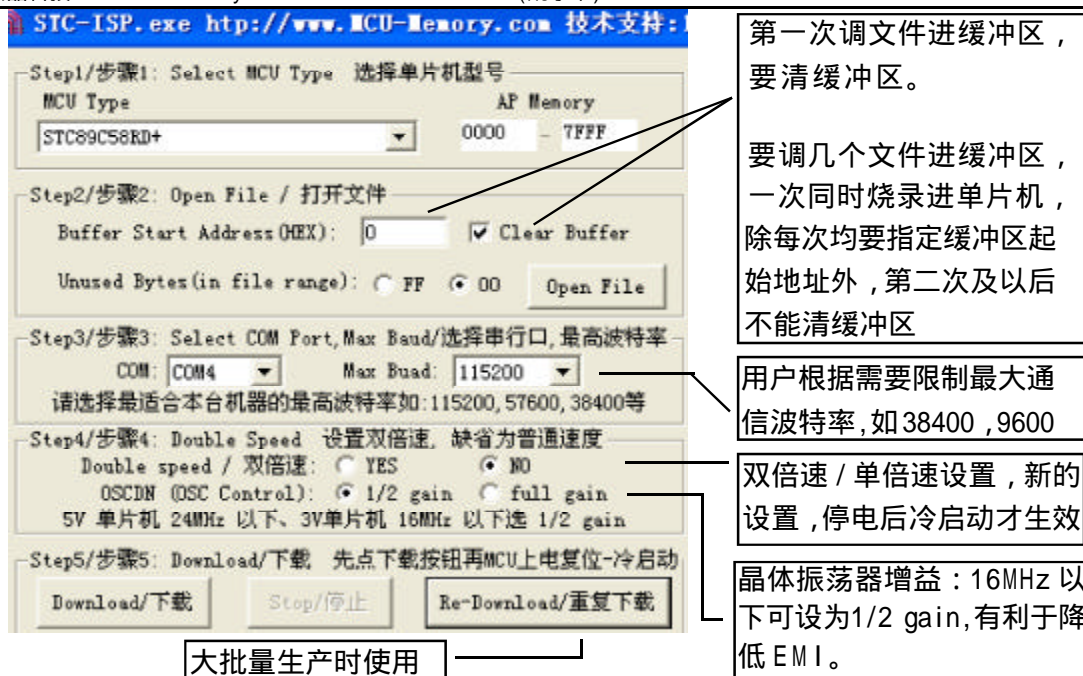 STC-ISP.exe htp://www.MCU-Memory.com 技术支持:
Step1/步骤1: Select MCU Type 选择单片机型号
MCU Type AP Memory
STC89C58RD+ 0000 - 7FFF
Step2/步骤2: Open File / 打开文件
Buffer Start Address(HEX): 0 Clear Buffer
Unused Bytes(in file range): FF 00 Open File
Step3/步骤3: Select COM Port,Max Baud/选择串行口,最高波特率
COM: COM4 Max Buad: 115200
请选择最适合本台机器的最高波特率如:115200,57600,38400等
Step4/步骤4: Double Speed 设置双倍速, 缺省为普通速度
Double speed / 双倍速: YES NO
OSCDN (OSC Control): 1/2 gain full gain
5V 单片机 24MHz 以下、3V单片机 16MHz 以下选 1/2 gain
Step5/步骤5: Download/下载 先点下载按钮再MCU上电复位-冷启动
Download/下载 Stop/停止 Re-Download/重复下载
大批量生产时使用
第一次调文件进缓冲区，
要清缓冲区。
要调几个文件进缓冲区，
一次同时烧录进单片机，
除每次均要指定缓冲区起
始地址外，第二次及以后
不能清缓冲区
用户根据需要限制最大通
信波特率,如38400，9600
双倍速/单倍速设置，新的
设置，停电后冷启动才生效
晶体振荡器增益：16MHz 以
下可设为1/2 gain,有利于降
低EMI。